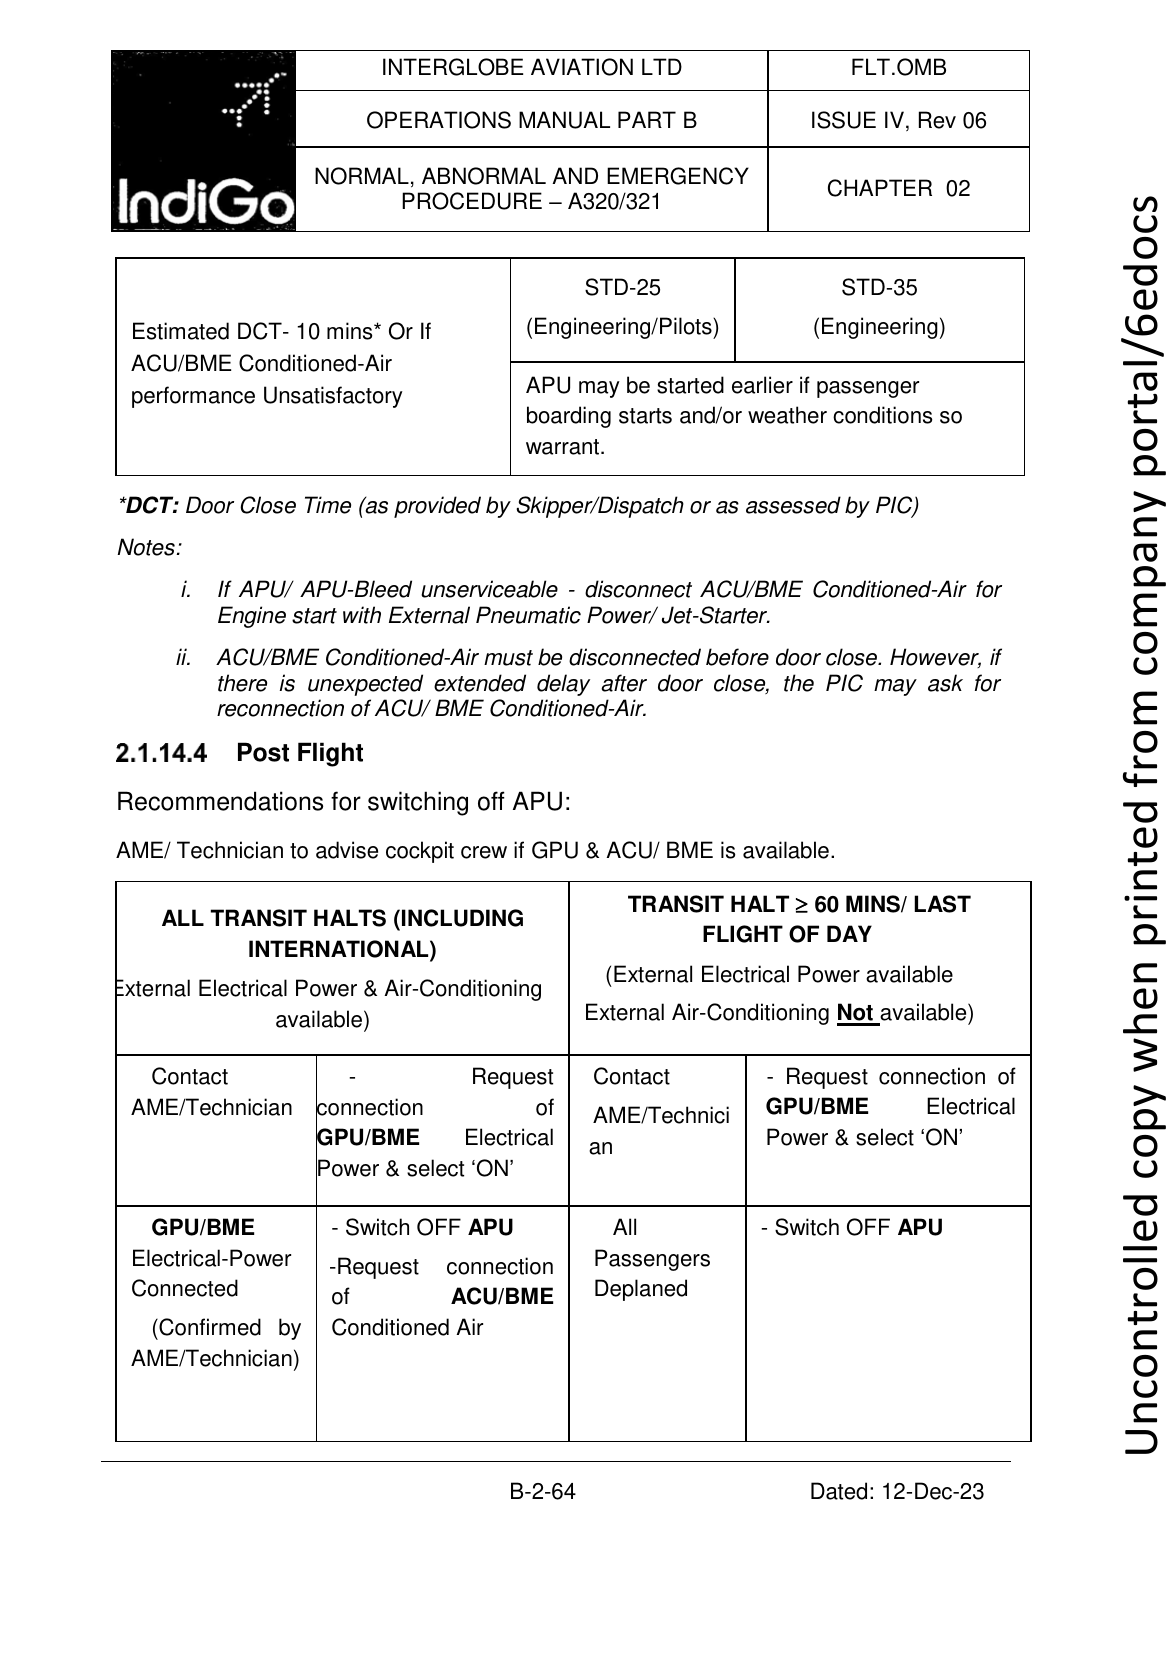 IndiGo
INTERGLOBE AVIATION LTD
FLT.OMB
OPERATIONS MANUAL PART B
ISSUE IV, Rev 06
NORMAL, ABNORMAL AND EMERGENCY
PROCEDURE – A320/321
CHAPTER 02
Estimated DCT- 10 mins* Or If
ACU/BME Conditioned-Air
performance Unsatisfactory
STD-25
(Engineering/Pilots)
STD-35
(Engineering)
APU may be started earlier if passenger
boarding starts and/or weather conditions so
warrant.
*DCT: Door Close Time (as provided by Skipper/Dispatch or as assessed by PIC)
Notes:
i. If APU/ APU-Bleed unserviceable - disconnect ACU/BME Conditioned-Air for
Engine start with External Pneumatic Power/ Jet-Starter.
ii. ACU/BME Conditioned-Air must be disconnected before door close. However, if
there is unexpected extended delay after door close, the PIC may ask for
reconnection of ACU/ BME Conditioned-Air.
2.1.14.4 Post Flight
Recommendations for switching off APU:
AME/ Technician to advise cockpit crew if GPU & ACU/ BME is available.
ALL TRANSIT HALTS (INCLUDING
INTERNATIONAL)
External Electrical Power & Air-Conditioning
available)
TRANSIT HALT ≥ 60 MINS/ LAST
FLIGHT OF DAY
(External Electrical Power available
External Air-Conditioning Not available)
Contact
AME/Technician
- Request
connection of
GPU/BME Electrical
Power & select ‘ON’
Contact
AME/Technici
an
- Request connection of
GPU/BME Electrical
Power & select ‘ON’
GPU/BME
Electrical-Power
Connected
(Confirmed by
AME/Technician)
- Switch OFF APU
-Request connection
of ACU/BME
Conditioned Air
All
Passengers
Deplaned
- Switch OFF APU
B-2-64
Dated: 12-Dec-23
Uncontrolled copy when printed from company portal/6edocs